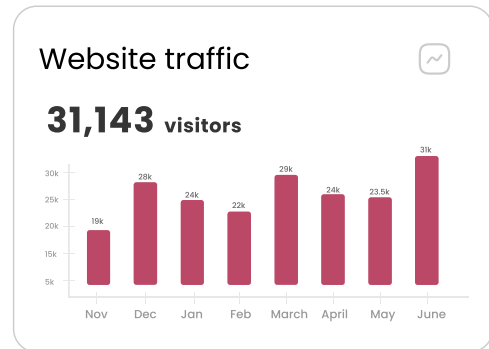 Website traffic
31,143 visitors
31k
29k
28k
30k
24k
24k
23.5k
25k
22k
19k
20k
15k
5k
Nov Dec Jan Feb March April May June